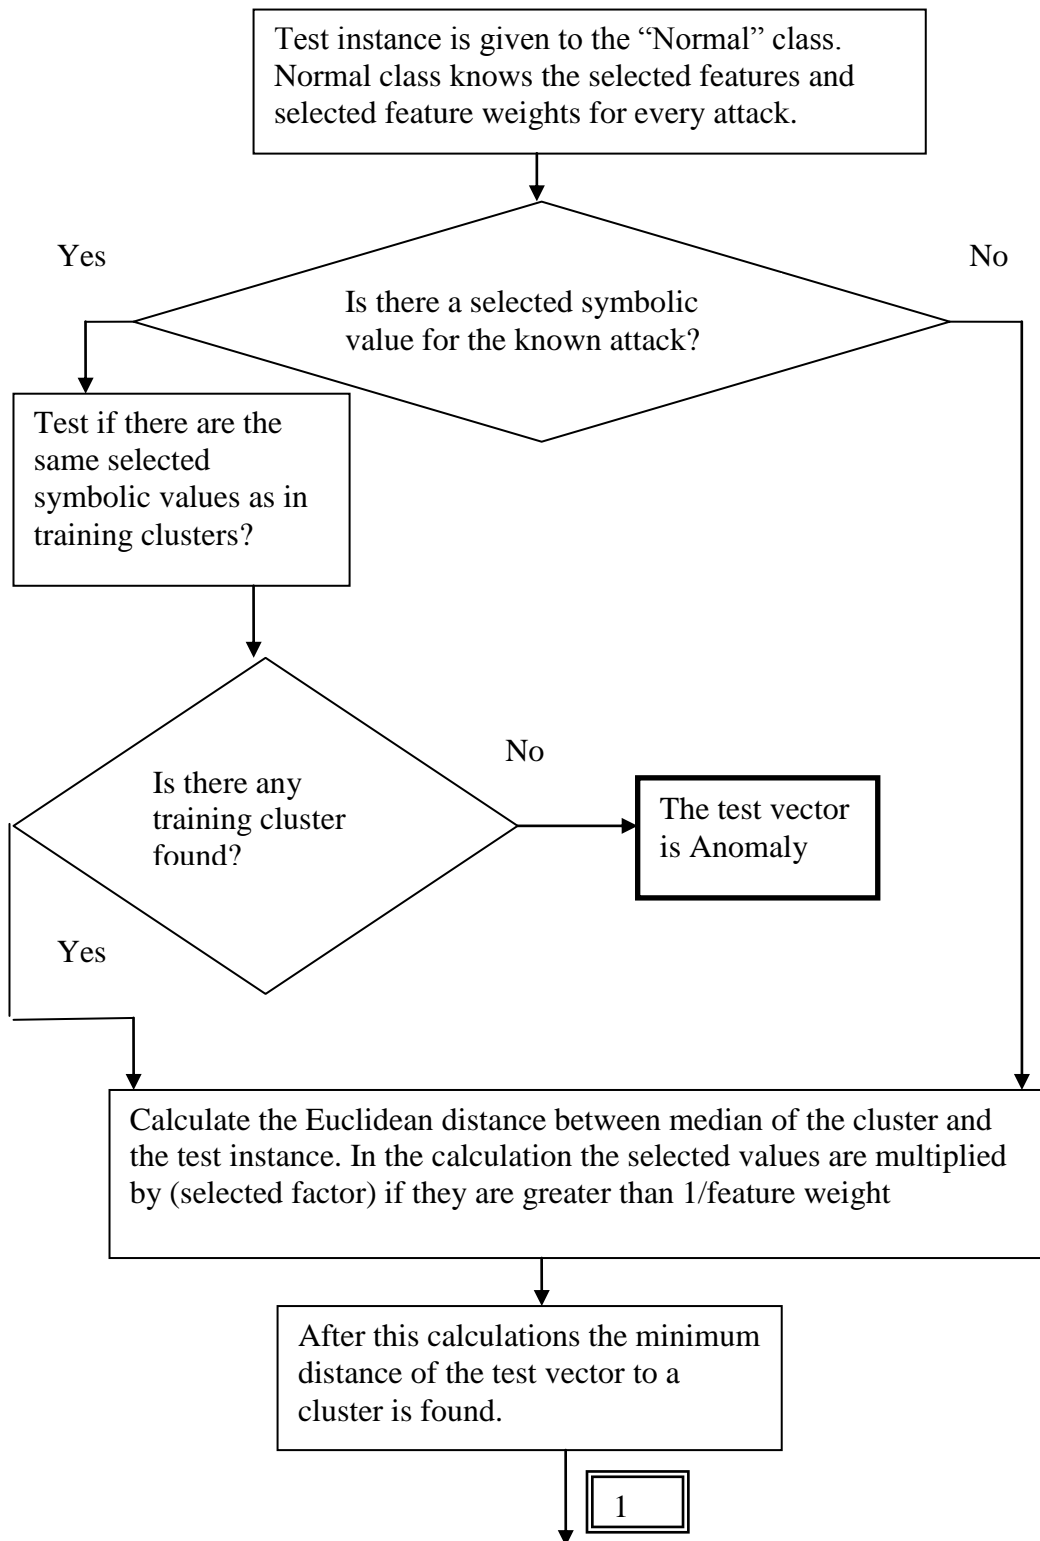 Test instance is given to the “Normal” class.
Normal class knows the selected features and
selected feature weights for every attack.
Yes
No
Is there a selected symbolic
value for the known attack?
Test if there are the
same selected
symbolic values as in
training clusters?
No
Is there any
training cluster
found?
The test vector
is Anomaly
Yes
Calculate the Euclidean distance between median of the cluster and
the test instance. In the calculation the selected values are multiplied
by (selected factor) if they are greater than 1/feature weight
After this calculations the minimum
distance of the test vector to a
cluster is found.
1